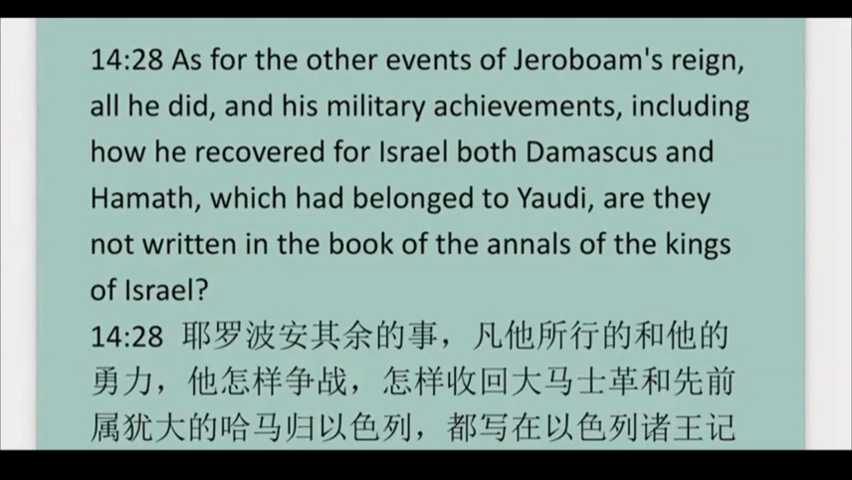 14:28 As for the other events of Jeroboam's reign,
all he did, and his military achievements, including
how he recovered for Israel both Damascus and
Hamath, which had belonged to Yaudi, are they
not written in the book of the annals of the kings
of Israel?
14:28 耶罗波安其余的事，凡他所行的和他的
勇力，他怎样争战，怎样收回大马士革和先前
属犹大的哈马归以色列，都写在以色列诸王记